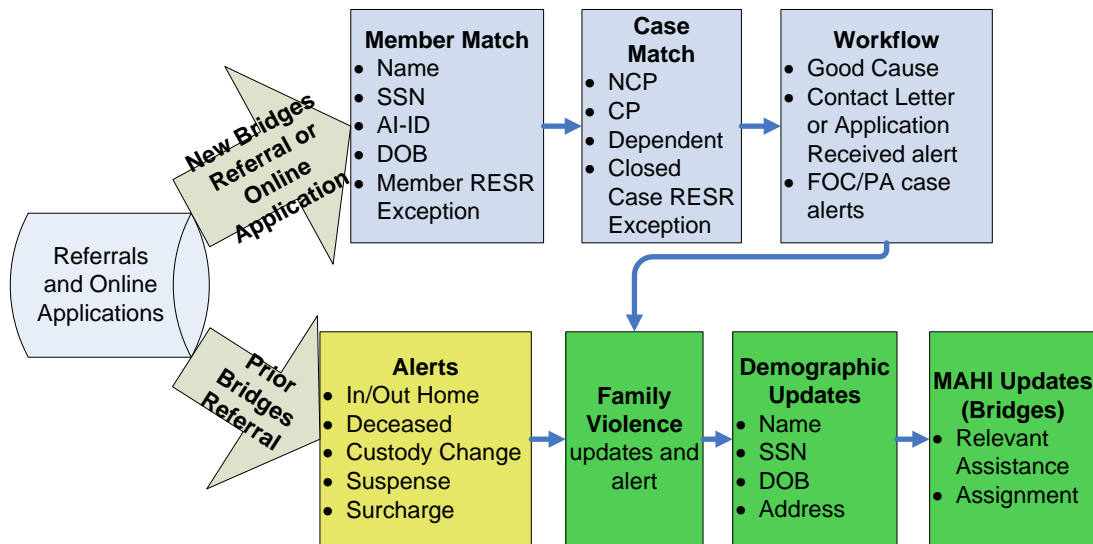 Referrals
and Online
Applications
New Bridges
Referral or
Online
Application
Member Match
• Name
• SSN
• AI-ID
• DOB
• Member RESR
Exception
Case
Match
• NCP
• CP
• Dependent
• Closed
Case RESR
Exception
Workflow
• Good Cause
• Contact Letter
or Application
Received alert
• FOC/PA case
alerts
Prior
Bridges
Referral
Alerts
• In/Out Home
• Deceased
• Custody Change
• Suspense
• Surcharge
Family
Violence
updates and
alert
Demographic
Updates
• Name
• SSN
• DOB
• Address
MAHI Updates
(Bridges)
• Relevant
Assistance
• Assignment